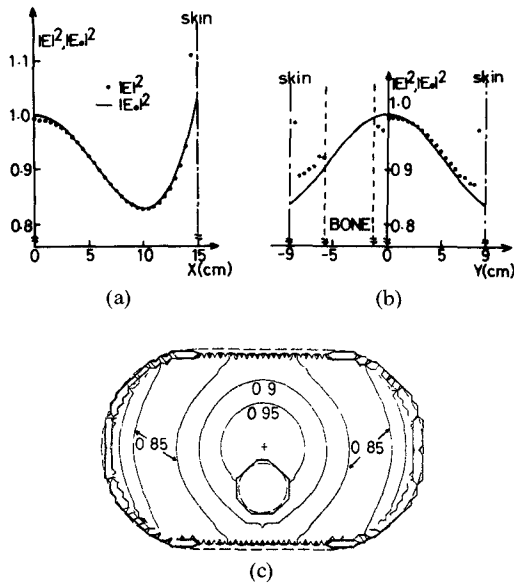 skin
|E|²,|E₀|²
1.1
• |E|²
— |E₀|²
1.0
0.9
0.8
0 5 10 15
X(cm)
(a)
skin |E|²,|E₀|² skin
1.0
0.9
BONE 0.8
-9 -5 0 5 9
Y(cm)
(b)
0 9
0 95
0 85 0 85
(c)